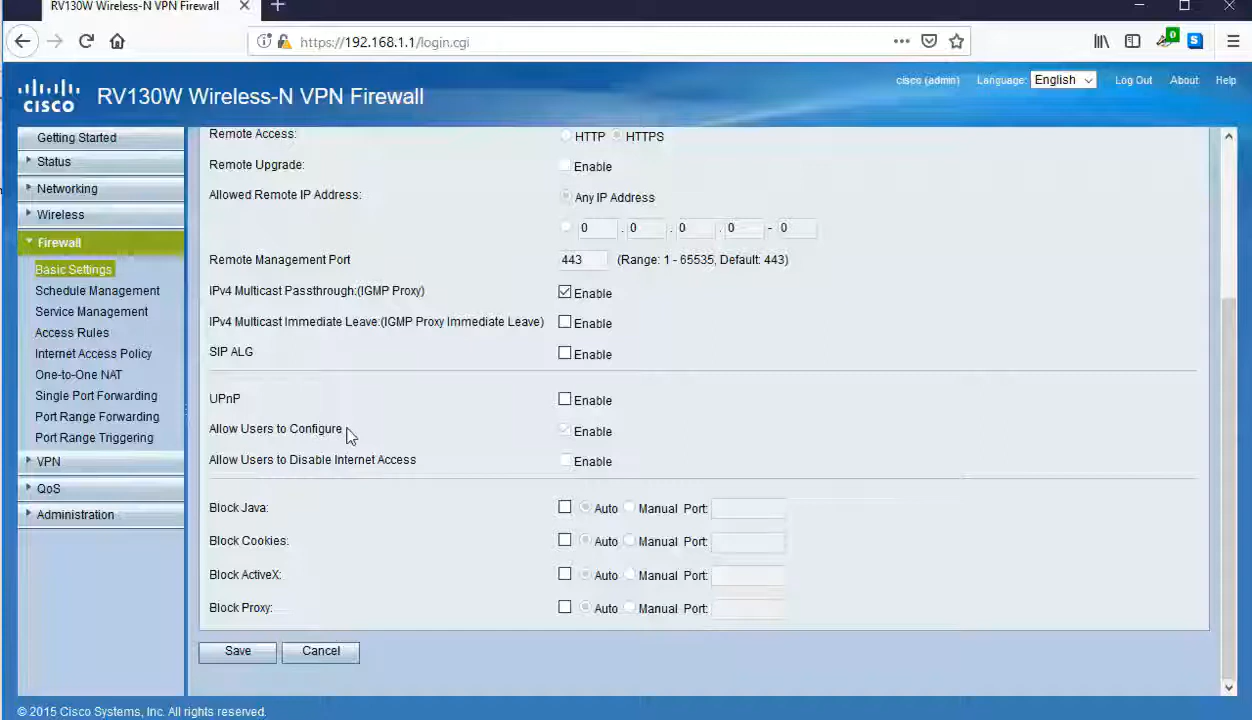 RV130W Wireless-N VPN Firewall
https://192.168.1.1/login.cgi
0
S
cisco (admin) Language: English Log Out About Help
CISCO RV130W Wireless-N VPN Firewall
Getting Started
Status
Networking
Wireless
Firewall
Basic Settings
Schedule Management
Service Management
Access Rules
Internet Access Policy
One-to-One NAT
Single Port Forwarding
Port Range Forwarding
Port Range Triggering
VPN
QoS
Administration
Remote Access: HTTP HTTPS
Remote Upgrade: Enable
Allowed Remote IP Address: Any IP Address
0 . 0 . 0 . 0 - 0
Remote Management Port 443 (Range: 1 - 65535, Default: 443)
IPv4 Multicast Passthrough:(IGMP Proxy) Enable
IPv4 Multicast Immediate Leave:(IGMP Proxy Immediate Leave) Enable
SIP ALG Enable
UPnP Enable
Allow Users to Configure Enable
Allow Users to Disable Internet Access Enable
Block Java: Auto Manual Port:
Block Cookies: Auto Manual Port:
Block ActiveX: Auto Manual Port:
Block Proxy: Auto Manual Port:
Save Cancel
© 2015 Cisco Systems, Inc. All rights reserved.